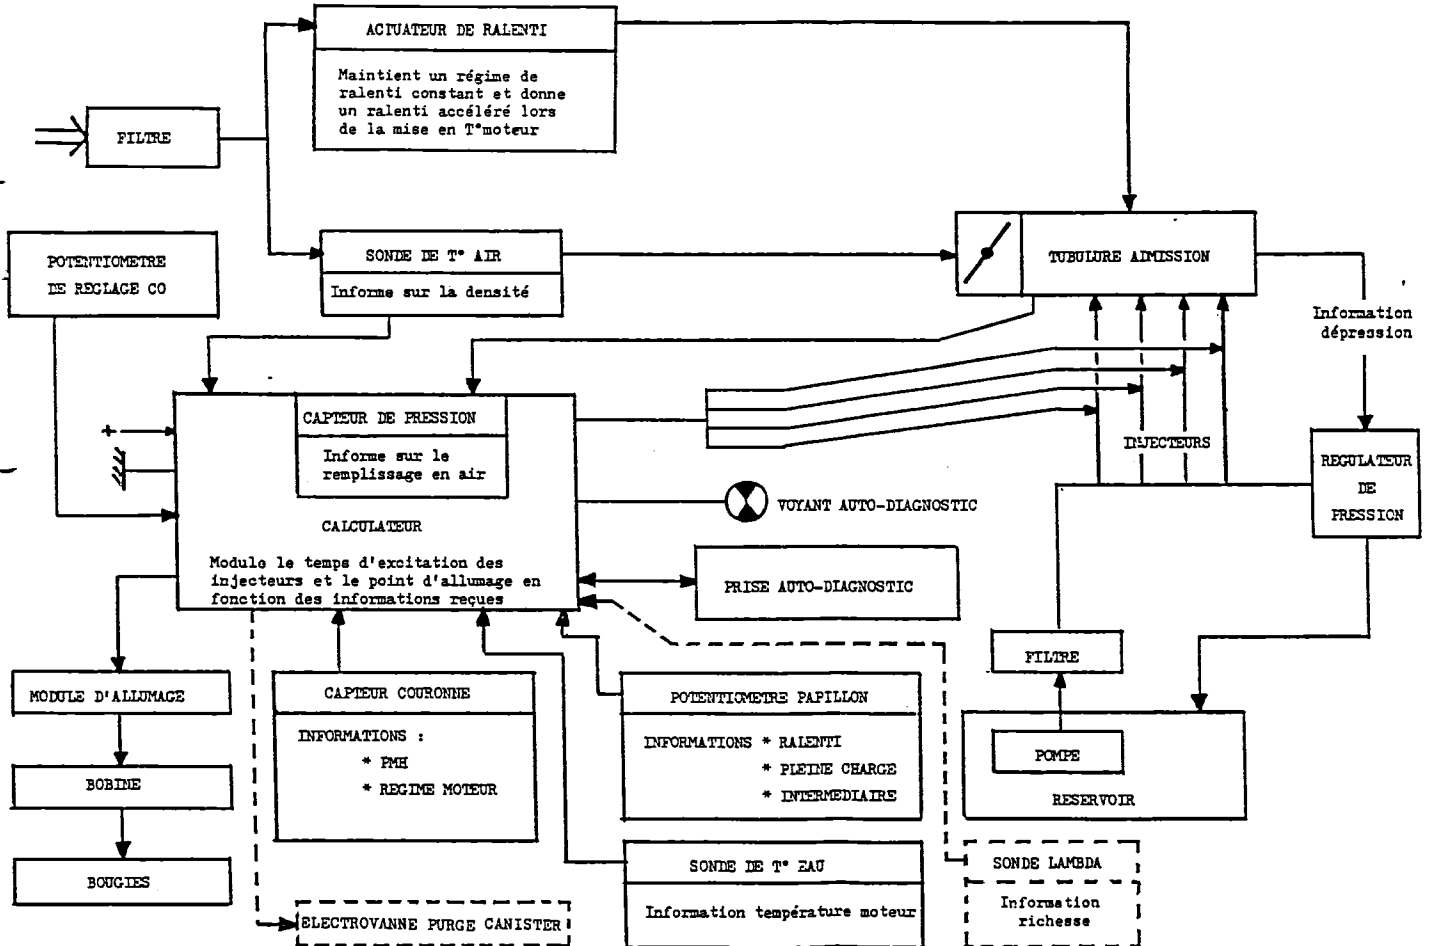 ACTUATEUR DE RALENTI
Maintient un régime de
ralenti constant et donne
un ralenti accéléré lors
de la mise en T°moteur
FILTRE
POTENTIOMETRE
DE REGLAGE CO
SONDE DE T° AIR
Informe sur la densité
TUBULURE ADMISSION
Information
dépression
CAPTEUR DE PRESSION
Informe sur le
remplissage en air
+
INJECTEURS
REGULATEUR
DE
PRESSION
VOYANT AUTO-DIAGNOSTIC
CALCULATEUR
Module le temps d'excitation des
injecteurs et le point d'allumage en
fonction des informations reçues
PRISE AUTO-DIAGNOSTIC
FILTRE
MODULE D'ALLUMAGE
CAPTEUR COURONNE
INFORMATIONS :
* PMH
* REGIME MOTEUR
POTENTIOMETRE PAPILLON
INFORMATIONS * RALENTI
* PLEINE CHARGE
* INTERMEDIAIRE
POMPE
RESERVOIR
BOBINE
BOUGIES
SONDE DE T° EAU
Information température moteur
SONDE LAMBDA
Information
richesse
ELECTROVANNE PURGE CANISTER